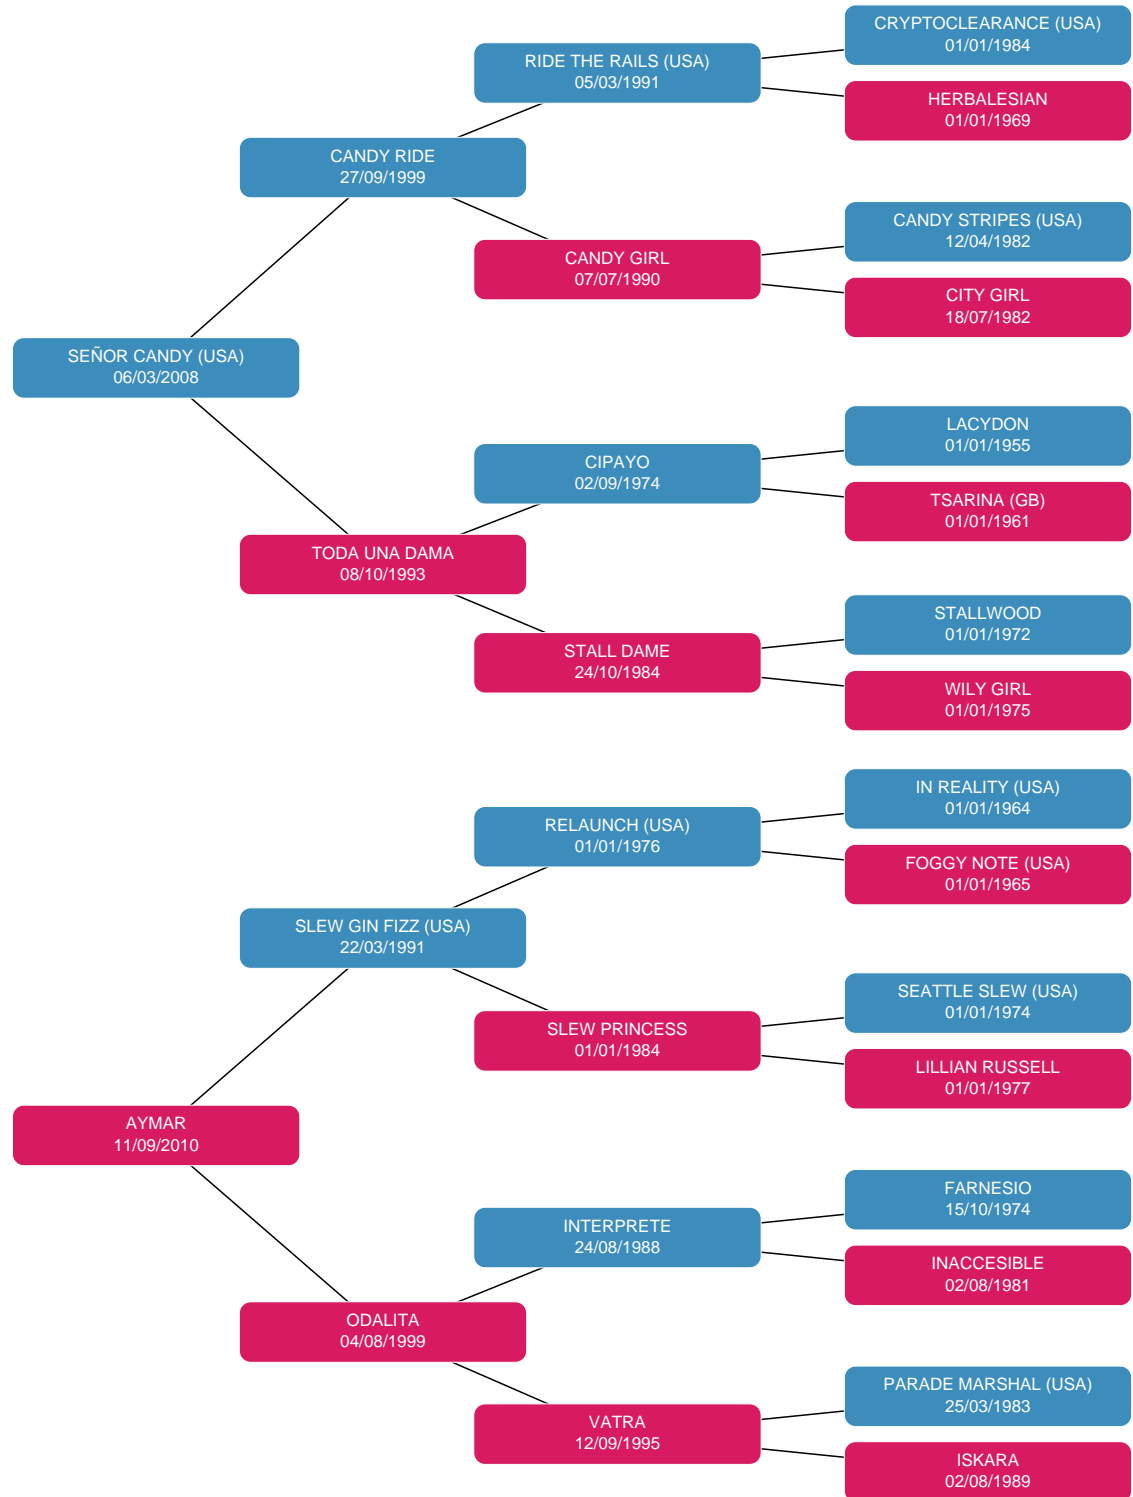 CRYPTOCLEARANCE (USA)
01/01/1984
RIDE THE RAILS (USA)
05/03/1991
HERBALESIAN
01/01/1969
CANDY RIDE
27/09/1999
CANDY STRIPES (USA)
12/04/1982
CANDY GIRL
07/07/1990
CITY GIRL
18/07/1982
SEÑOR CANDY (USA)
06/03/2008
LACYDON
01/01/1955
CIPAYO
02/09/1974
TSARINA (GB)
01/01/1961
TODA UNA DAMA
08/10/1993
STALLWOOD
01/01/1972
STALL DAME
24/10/1984
WILY GIRL
01/01/1975
IN REALITY (USA)
01/01/1964
RELAUNCH (USA)
01/01/1976
FOGGY NOTE (USA)
01/01/1965
SLEW GIN FIZZ (USA)
22/03/1991
SEATTLE SLEW (USA)
01/01/1974
SLEW PRINCESS
01/01/1984
LILLIAN RUSSELL
01/01/1977
AYMAR
11/09/2010
FARNESIO
15/10/1974
INTERPRETE
24/08/1988
INACCESIBLE
02/08/1981
ODALITA
04/08/1999
PARADE MARSHAL (USA)
25/03/1983
VATRA
12/09/1995
ISKARA
02/08/1989